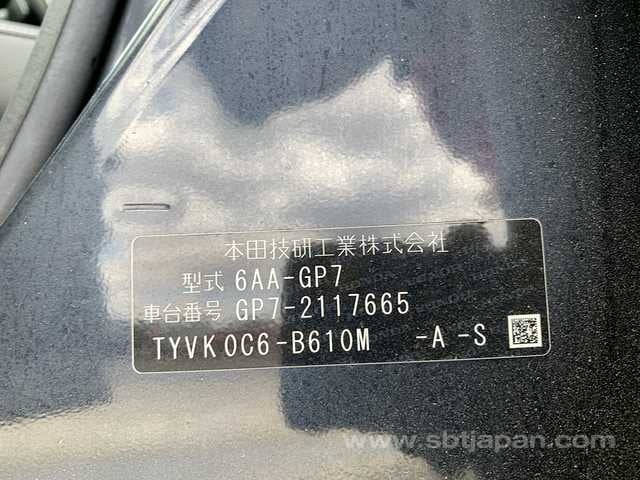 本田技研工業株式会社
型式 6AA-GP7
車台番号 GP7-2117665
TYVK0C6-B610M -A -S
www.sbtjapan.com